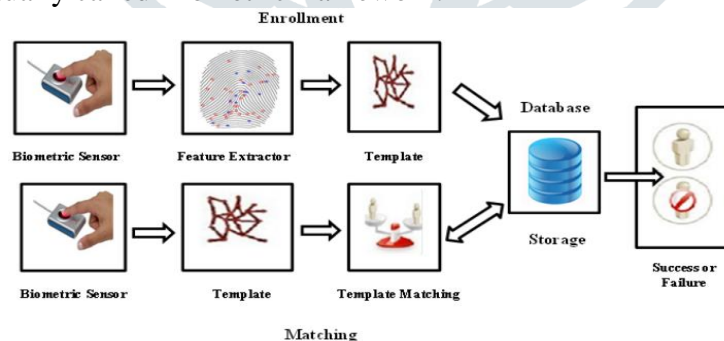 Enrollment
Database
Biometric Sensor
Feature Extractor
Template
Storage
Success or
Failure
Biometric Sensor
Template
Template Matching
Matching